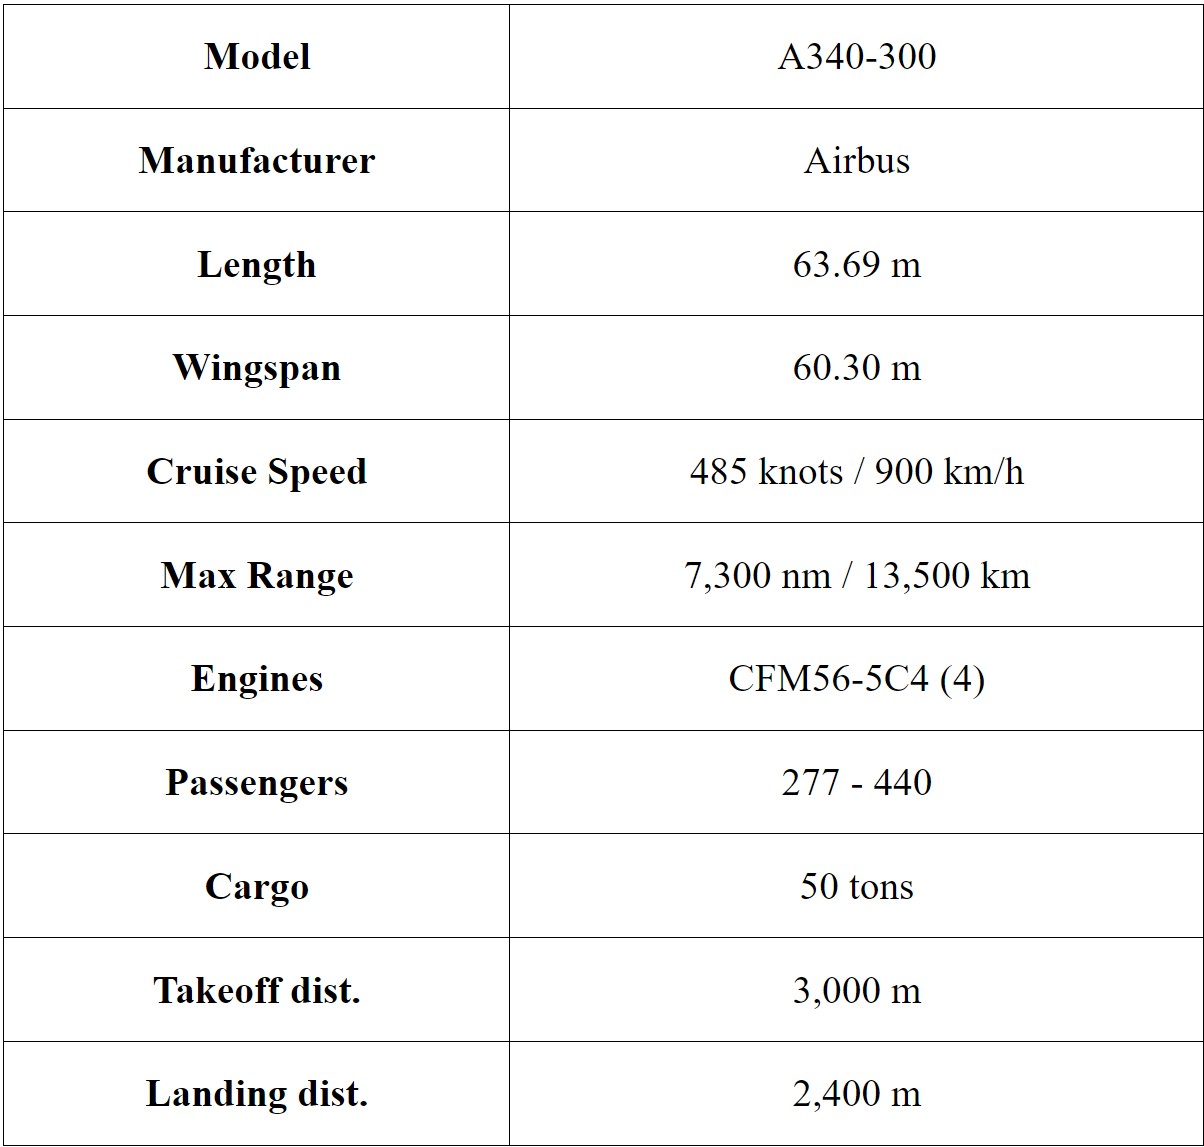 Model A340-300
Manufacturer Airbus
Length 63.69 m
Wingspan 60.30 m
Cruise Speed 485 knots / 900 km/h
Max Range 7,300 nm / 13,500 km
Engines CFM56-5C4 (4)
Passengers 277 - 440
Cargo 50 tons
Takeoff dist. 3,000 m
Landing dist. 2,400 m